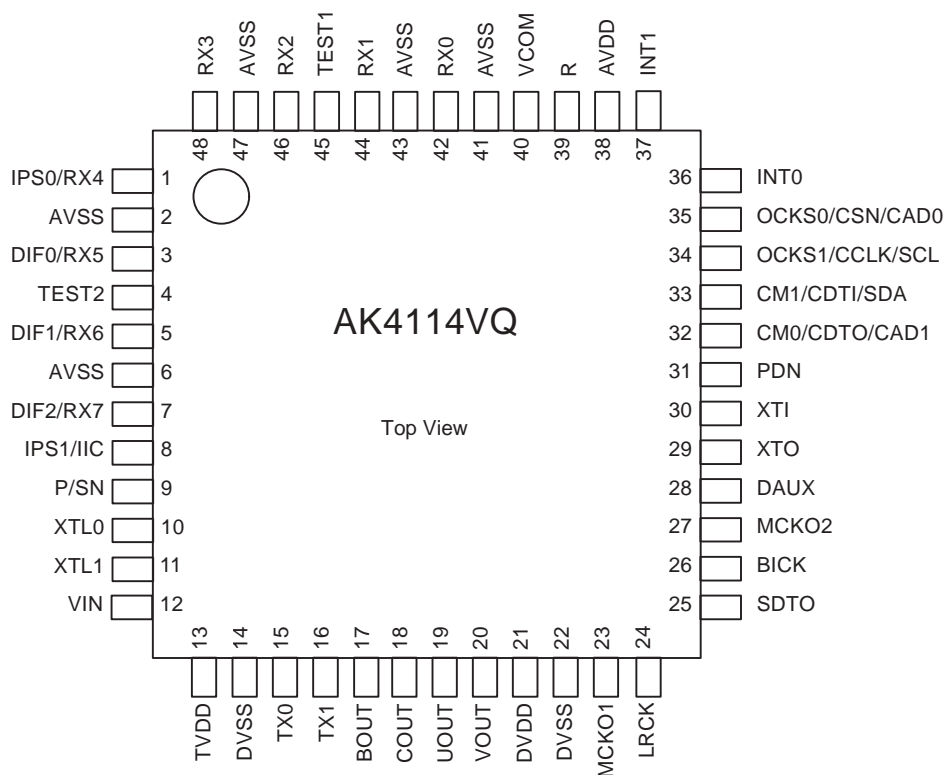 RX3 AVSS RX2 TEST1 RX1 AVSS RX0 AVSS VCOM R AVDD INT1
48 47 46 45 44 43 42 41 40 39 38 37
IPS0/RX4 1 36 INT0
AVSS 2 35 OCKS0/CSN/CAD0
DIF0/RX5 3 34 OCKS1/CCLK/SCL
TEST2 4 33 CM1/CDTI/SDA
DIF1/RX6 5 32 CM0/CDTO/CAD1
AVSS 6 31 PDN
DIF2/RX7 7 30 XTI
IPS1/IIC 8 29 XTO
P/SN 9 28 DAUX
XTL0 10 27 MCKO2
XTL1 11 26 BICK
VIN 12 25 SDTO
AK4114VQ
Top View
13 14 15 16 17 18 19 20 21 22 23 24
TVDD DVSS TX0 TX1 BOUT COUT UOUT VOUT DVDD DVSS MCKO1 LRCK